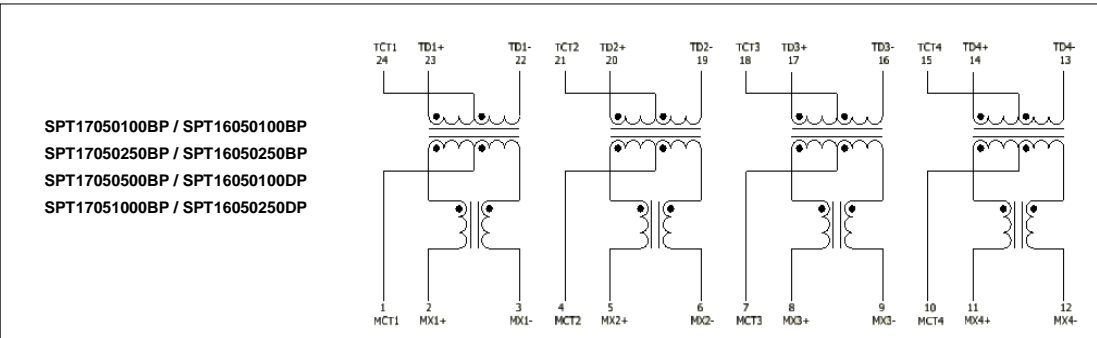 TCT1 TD1+ TD1- TCT2 TD2+ TD2- TCT3 TD3+ TD3- TCT4 TD4+ TD4-
24 23 22 21 20 19 18 17 16 15 14 13
SPT17050100BP / SPT16050100BP
SPT17050250BP / SPT16050250BP
SPT17050500BP / SPT16050100DP
SPT17051000BP / SPT16050250DP
1 2 3 4 5 6 7 8 9 10 11 12
MCT1 MX1+ MX1- MCT2 MX2+ MX2- MCT3 MX3+ MX3- MCT4 MX4+ MX4-